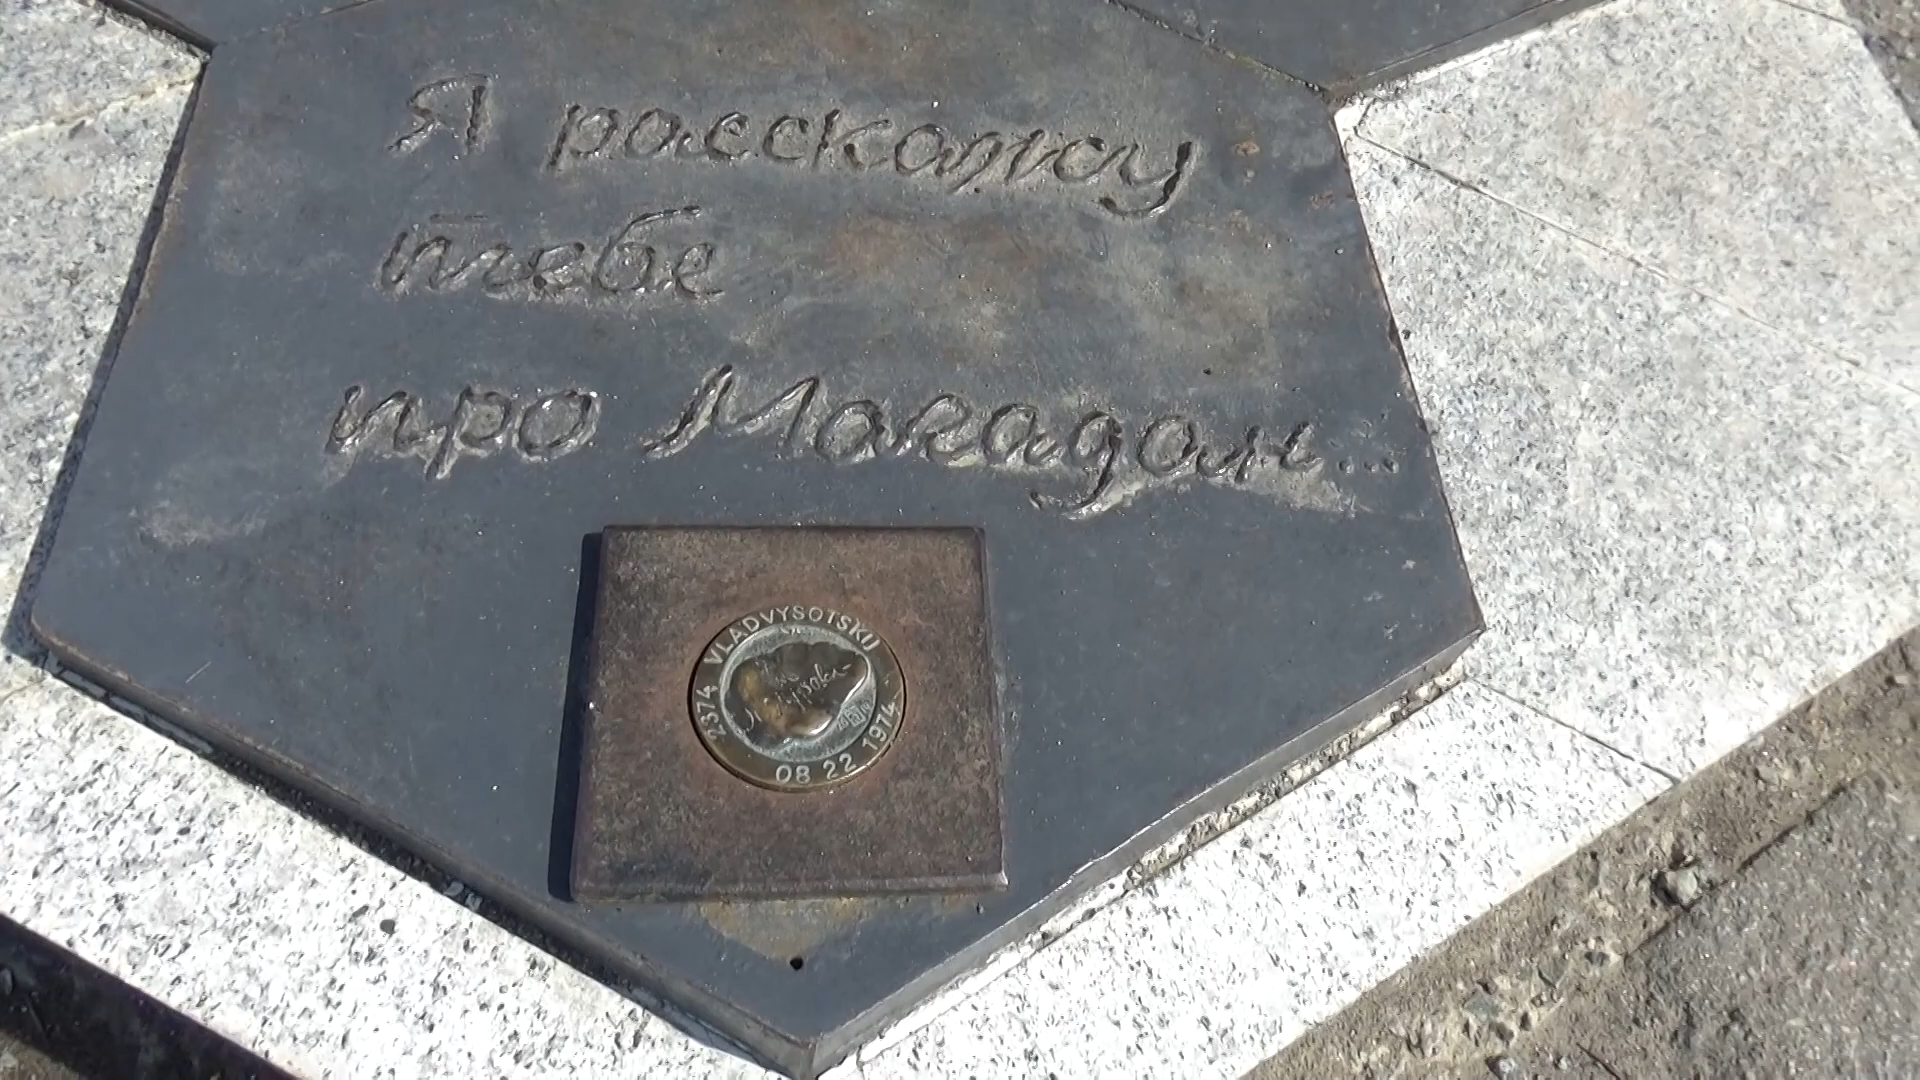 Я расскажу
тебе
про Магадан...
2374 VLADVYSOTSKIJ
08 22 1974